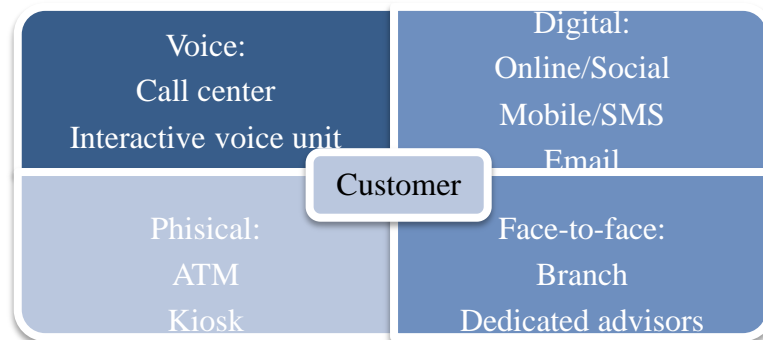 Voice:
Call center
Interactive voice unit
Digital:
Online/Social
Mobile/SMS
Email
Customer
Phisical:
ATM
Kiosk
Face-to-face:
Branch
Dedicated advisors